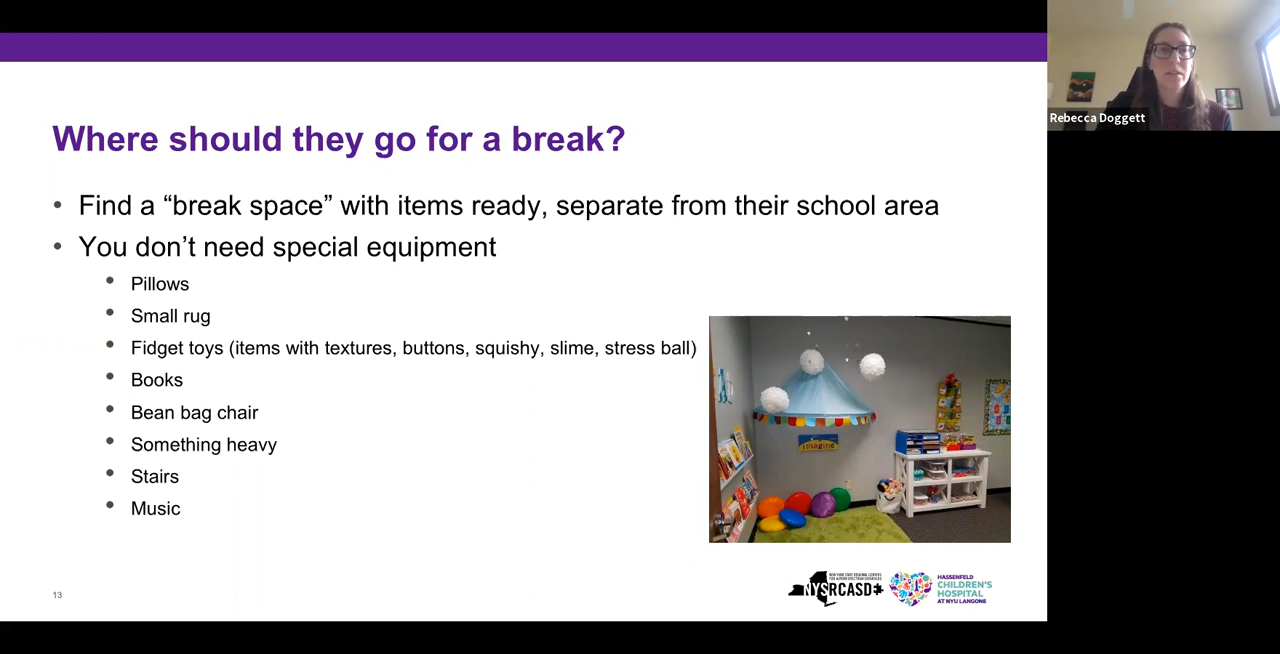 Where should they go for a break?
• Find a “break space” with items ready, separate from their school area
• You don’t need special equipment
• Pillows
• Small rug
• Fidget toys (items with textures, buttons, squishy, slime, stress ball)
• Books
• Bean bag chair
• Something heavy
• Stairs
• Music
imagine
13
NYSRCASD
HASSENFELD
CHILDREN'S
HOSPITAL
AT NYU LANGONE
Rebecca Doggett